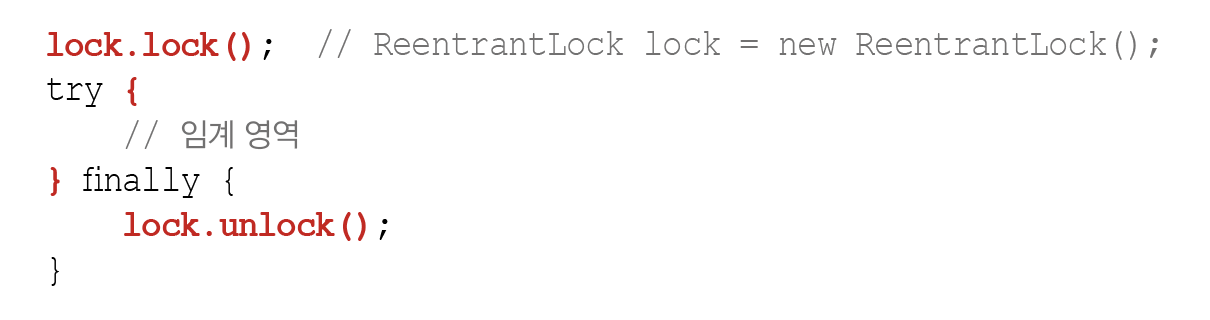 lock.lock(); // ReentrantLock lock = new ReentrantLock();
try {
    // 임계 영역
} finally {
    lock.unlock();
}